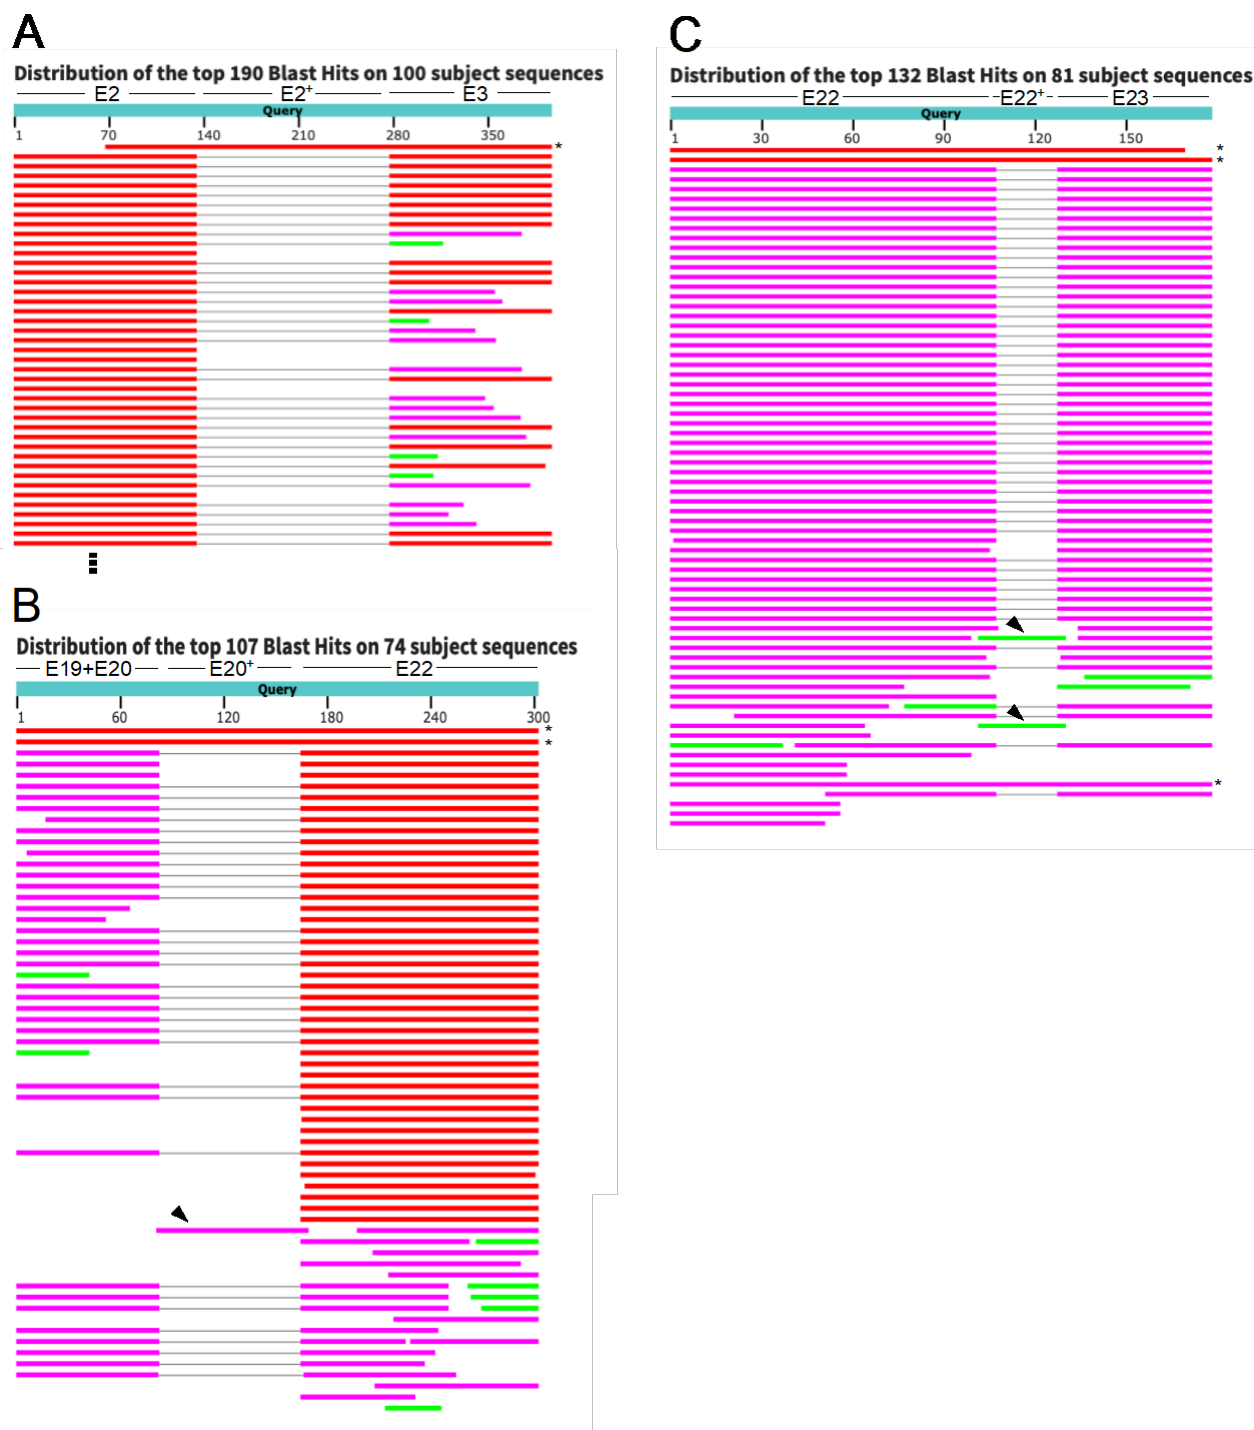 A
Distribution of the top 190 Blast Hits on 100 subject sequences
E2 E2+ E3
Query
1 70 140 210 280 350
*
B
Distribution of the top 107 Blast Hits on 74 subject sequences
E19+E20 E20+ E22
Query
1 60 120 180 240 300
*
*
C
Distribution of the top 132 Blast Hits on 81 subject sequences
E22 E22+ E23
Query
1 30 60 90 120 150
*
*
*